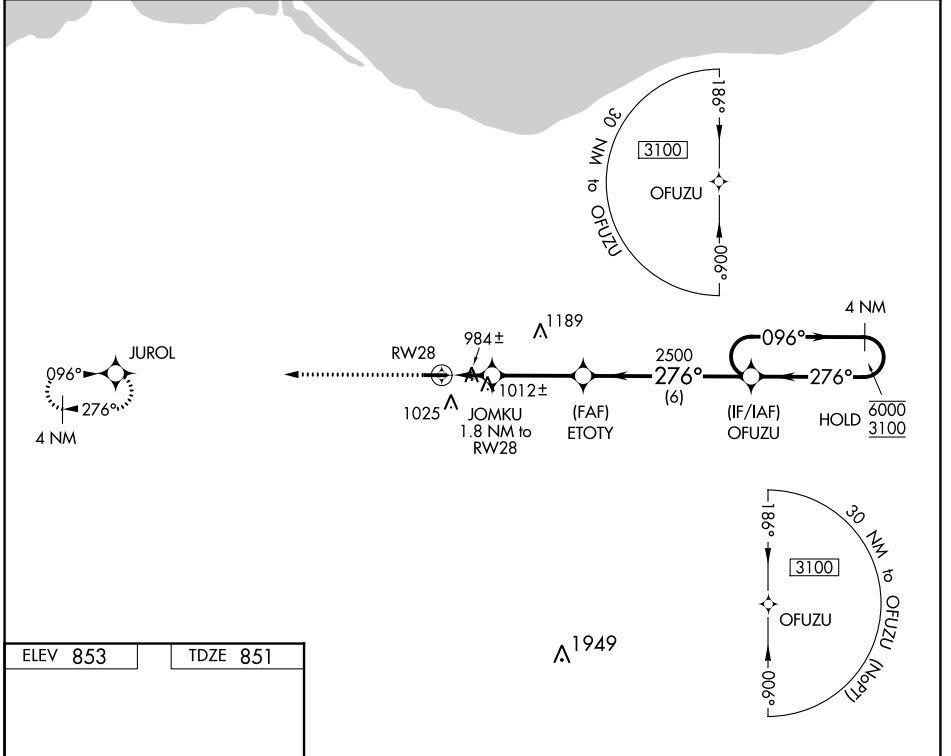 186°
30 NM to OFUZU
3100
OFUZU
006°
4 NM
1189
984±
096°
JUROL
RW28
2500
096°
276°
276°
(6)
276°
1012±
1025
4 NM
JOMKU
1.8 NM to
RW28
(FAF)
ETOTY
(IF/IAF)
OFUZU
HOLD
6000
3100
186°
30 NM to OFUZU (NoPT)
3100
OFUZU
006°
1949
ELEV 853
TDZE 851